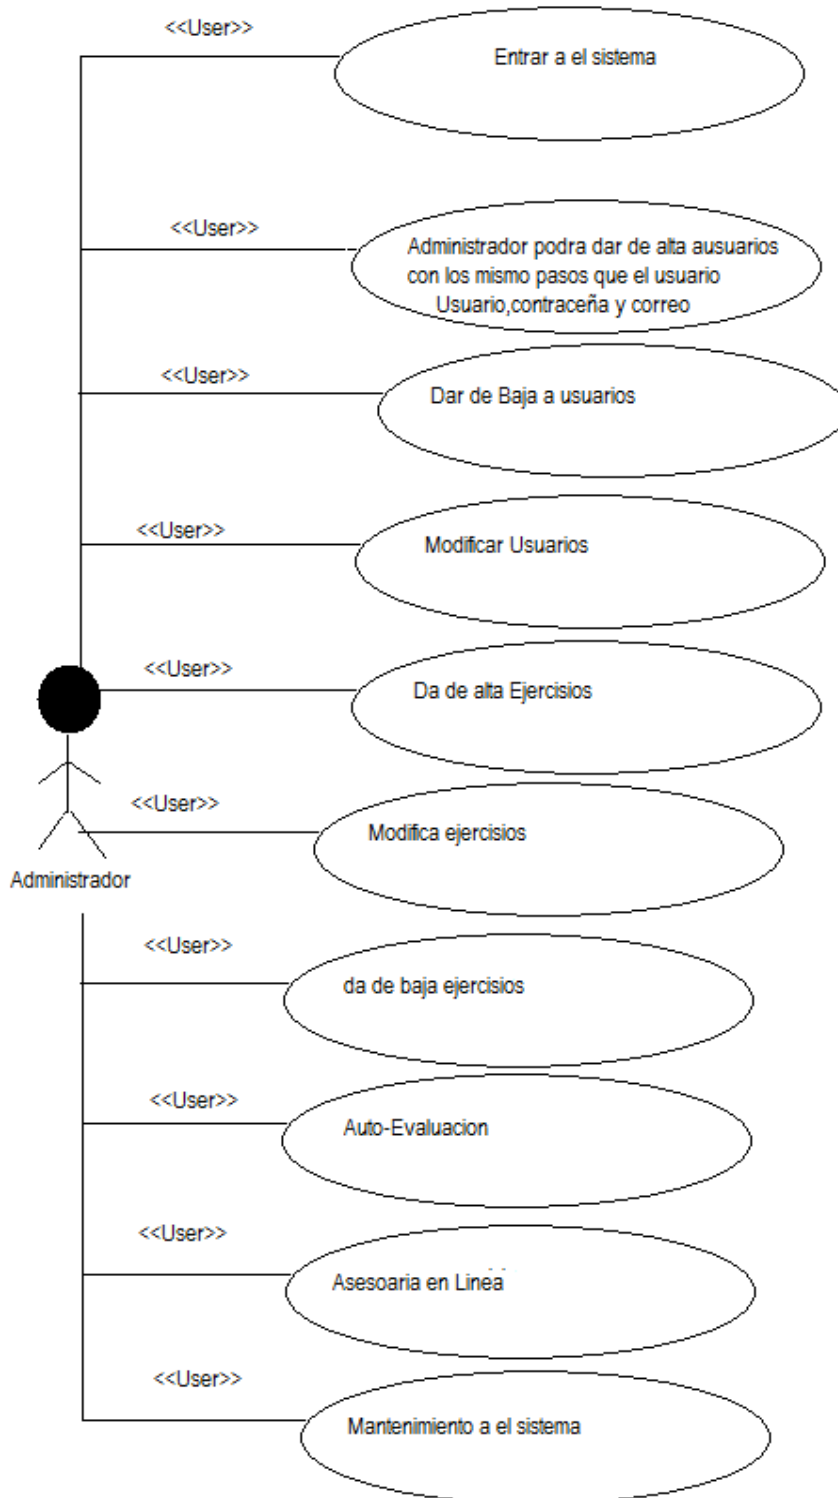 <<User>>
Entrar a el sistema
<<User>>
Administrador podra dar de alta ausuarios
con los mismo pasos que el usuario
Usuario,contraceña y correo
<<User>>
Dar de Baja a usuarios
<<User>>
Modificar Usuarios
<<User>>
Da de alta Ejercisios
<<User>>
Modifica ejercisios
Administrador
<<User>>
da de baja ejercisios
<<User>>
Auto-Evaluacion
<<User>>
Asesoaria en Linea
<<User>>
Mantenimiento a el sistema